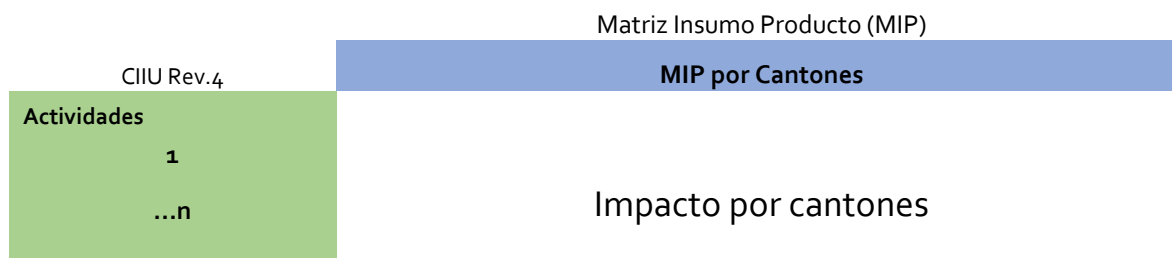 Matriz Insumo Producto (MIP)
CIIU Rev.4
MIP por Cantones
Actividades
1
...n
Impacto por cantones